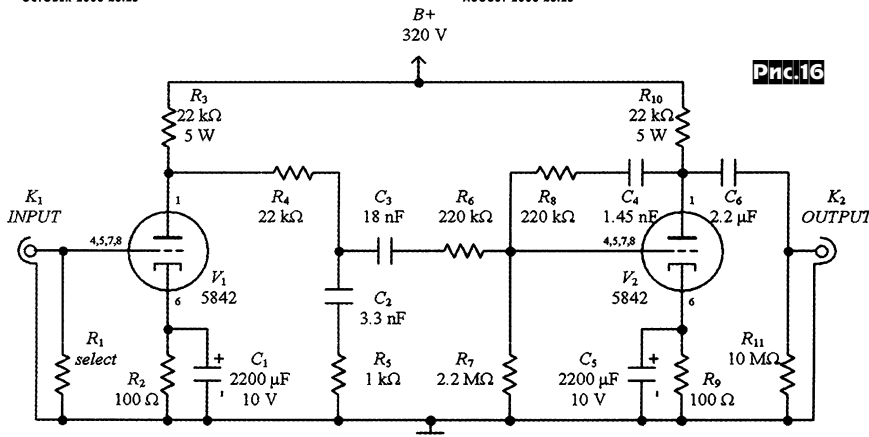 B+
320 V
Рис.16
R3
22 kΩ
5 W
R10
22 kΩ
5 W
K1
INPUT
1
R4
22 kΩ
C3
18 nF
R6
220 kΩ
R8
220 kΩ
C4
1.45 nF
1
C6
2.2 µF
K2
OUTPUT
4,5,7,8
V1
5842
6
C2
3.3 nF
4,5,7,8
V2
5842
6
R1
select
R2
100 Ω
+
C1
2200 µF
10 V
-
R5
1 kΩ
R7
2.2 MΩ
C5
2200 µF
10 V
+
-
R9
100 Ω
R11
10 MΩ